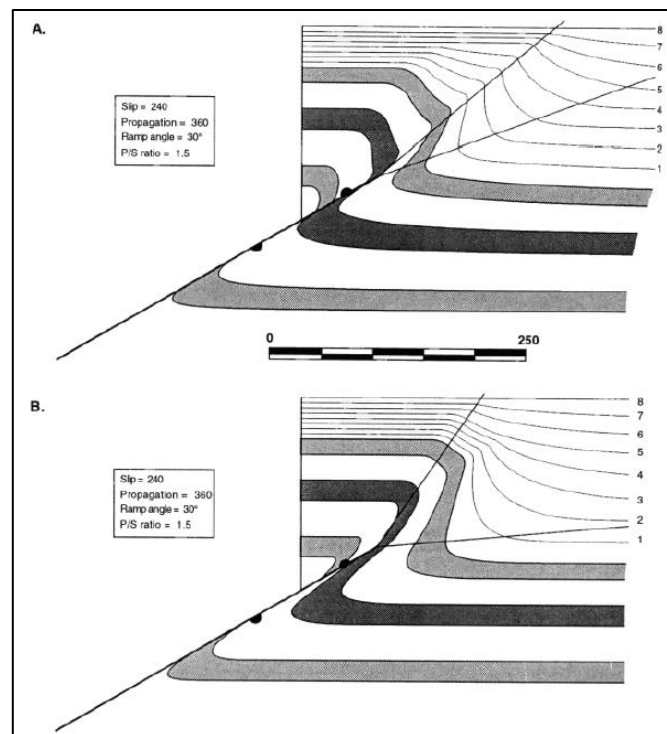 A.
Slip = 240
Propagation = 360
Ramp angle = 30°
P/S ratio = 1.5
8
7
6
5
4
3
2
1
0 250
B.
Slip = 240
Propagation = 360
Ramp angle = 30°
P/S ratio = 1.5
8
7
6
5
4
3
2
1